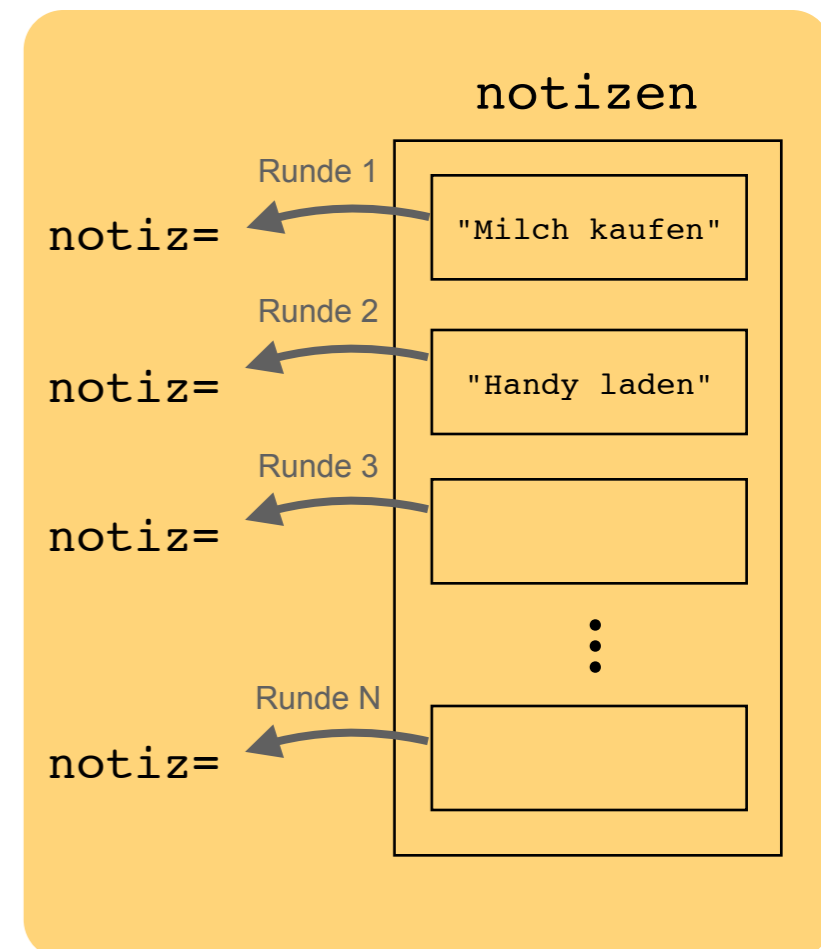 notizen
Runde 1
notiz=
"Milch kaufen"
Runde 2
notiz=
"Handy laden"
Runde 3
notiz=
Runde N
notiz=